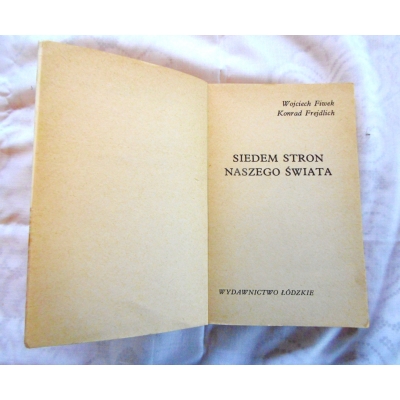 Wojciech Fiwek
Konrad Frejdlich
SIEDEM STRON
NASZEGO ŚWIATA
WYDAWNICTWO ŁÓDZKIE